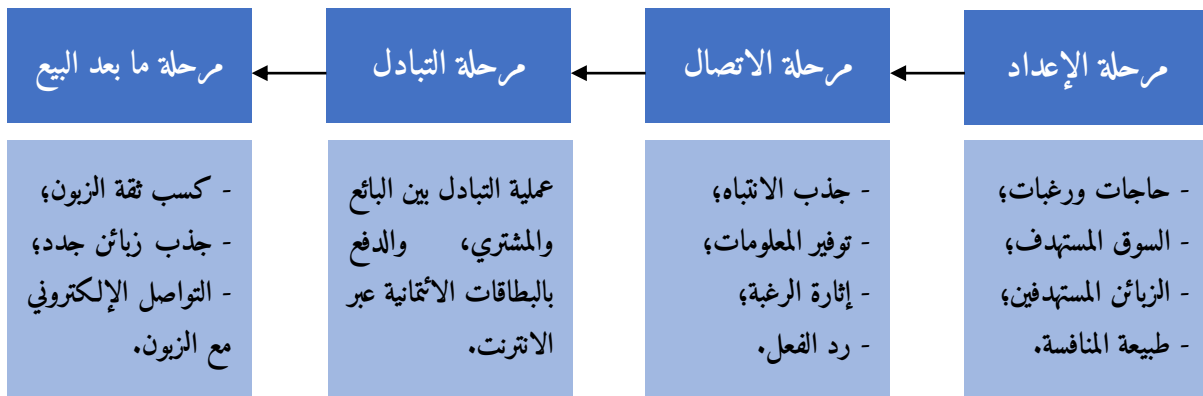 مرحلة الإعداد
مرحلة الاتصال
مرحلة التبادل
مرحلة ما بعد البيع
- حاجات ورغبات؛
- السوق المستهدف؛
- الزبائن المستهدفين؛
- طبيعة المنافسة.
- جذب الانتباه؛
- توفير المعلومات؛
- إثارة الرغبة؛
- رد الفعل.
عملية التبادل بين البائع
والمشتري، والدفع
بالبطاقات الائتمانية عبر
الانترنت.
- كسب ثقة الزبون؛
- جذب زبائن جدد؛
- التواصل الإلكتروني
مع الزبون.